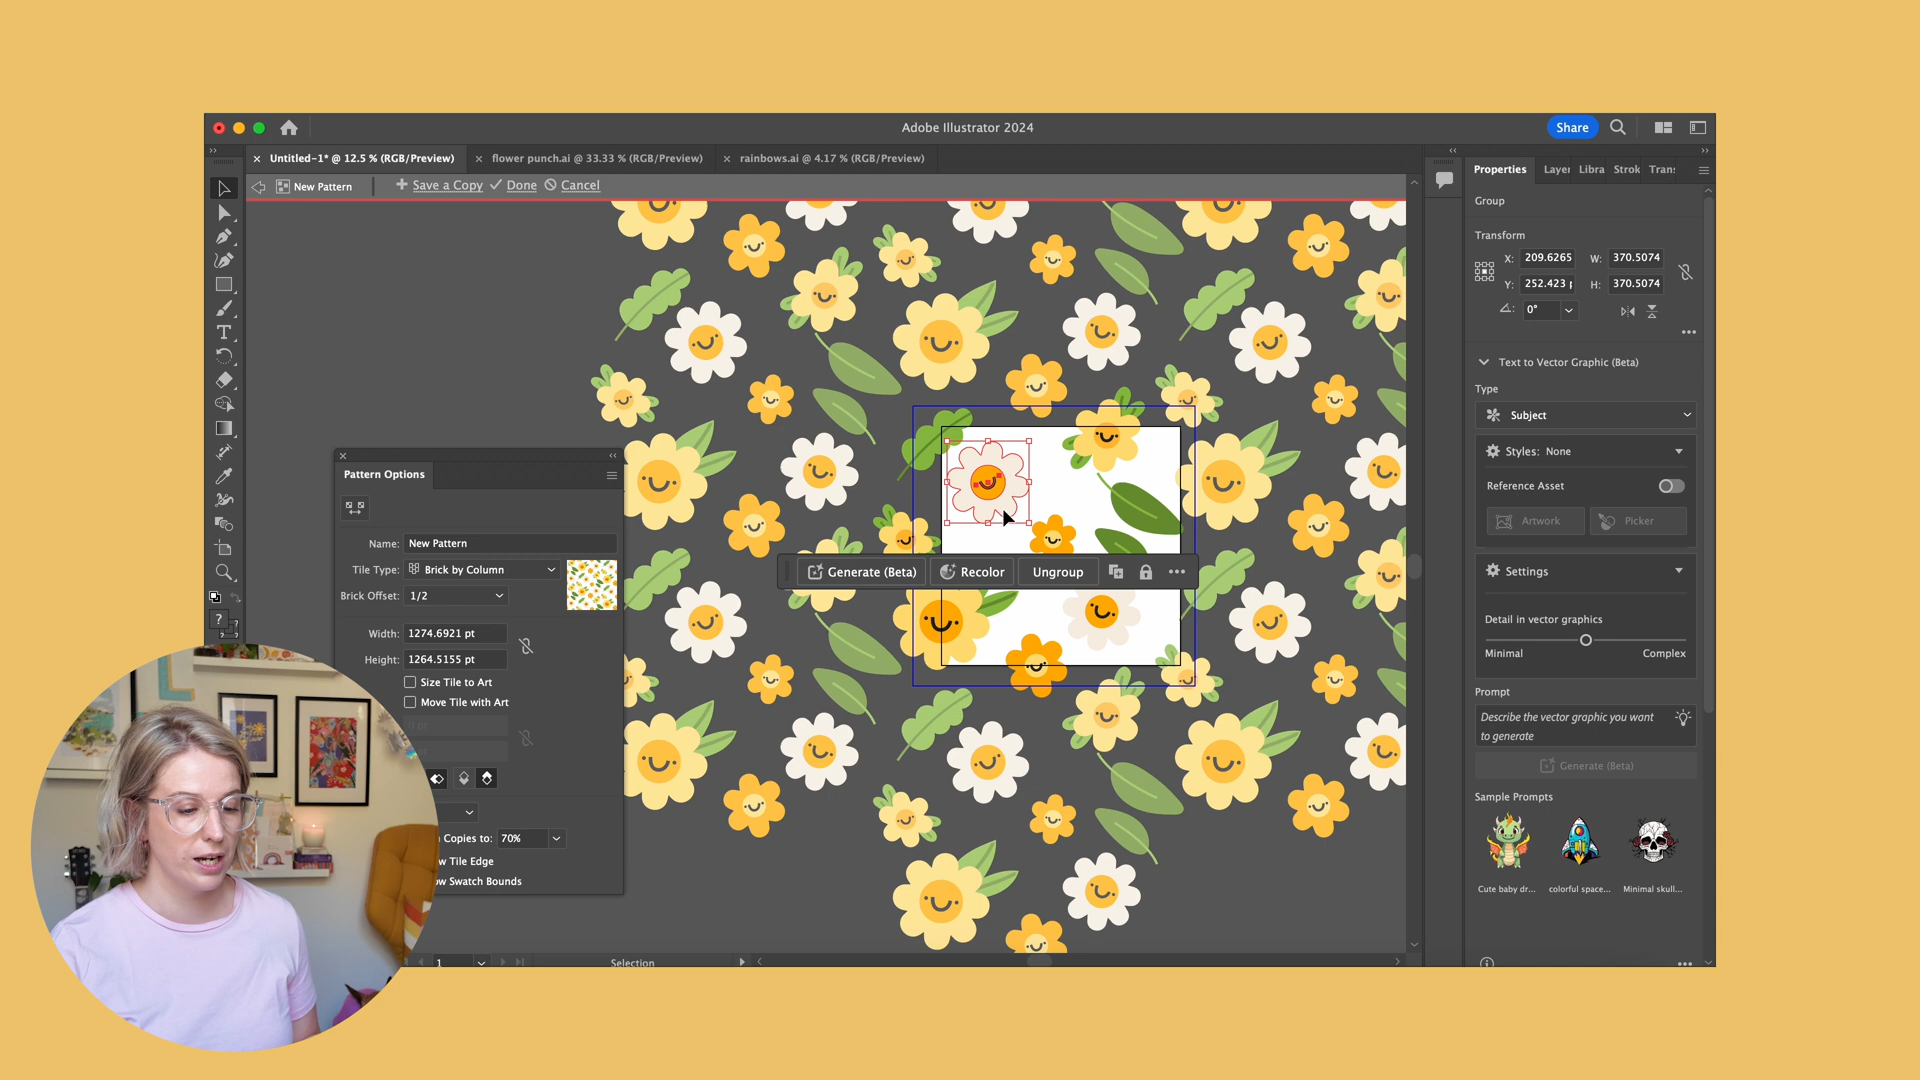 Adobe Illustrator 2024
Share
Untitled-1* @ 12.5 % (RGB/Preview)
flower punch.ai @ 33.33 % (RGB/Preview)
rainbows.ai @ 4.17 % (RGB/Preview)
New Pattern
Save a Copy
Done
Cancel
Properties
Layer
Libra
Strok
Trans
Group
Transform
X:
209.6265
W:
370.5074
Y:
252.423 p
H:
370.5074
0°
Text to Vector Graphic (Beta)
Type
Subject
Styles: None
Reference Asset
Artwork
Picker
Settings
Detail in vector graphics
Minimal
Complex
Prompt
Describe the vector graphic you want
to generate
Generate (Beta)
Sample Prompts
Cute baby dr...
colorful space...
Minimal skull...
Generate (Beta)
Recolor
Ungroup
Pattern Options
Name:
New Pattern
Tile Type:
Brick by Column
Brick Offset:
1/2
Width:
1274.6921 pt
Height:
1264.5155 pt
Size Tile to Art
Move Tile with Art
Copies to:
70%
Tile Edge
Swatch Bounds
1
Selection